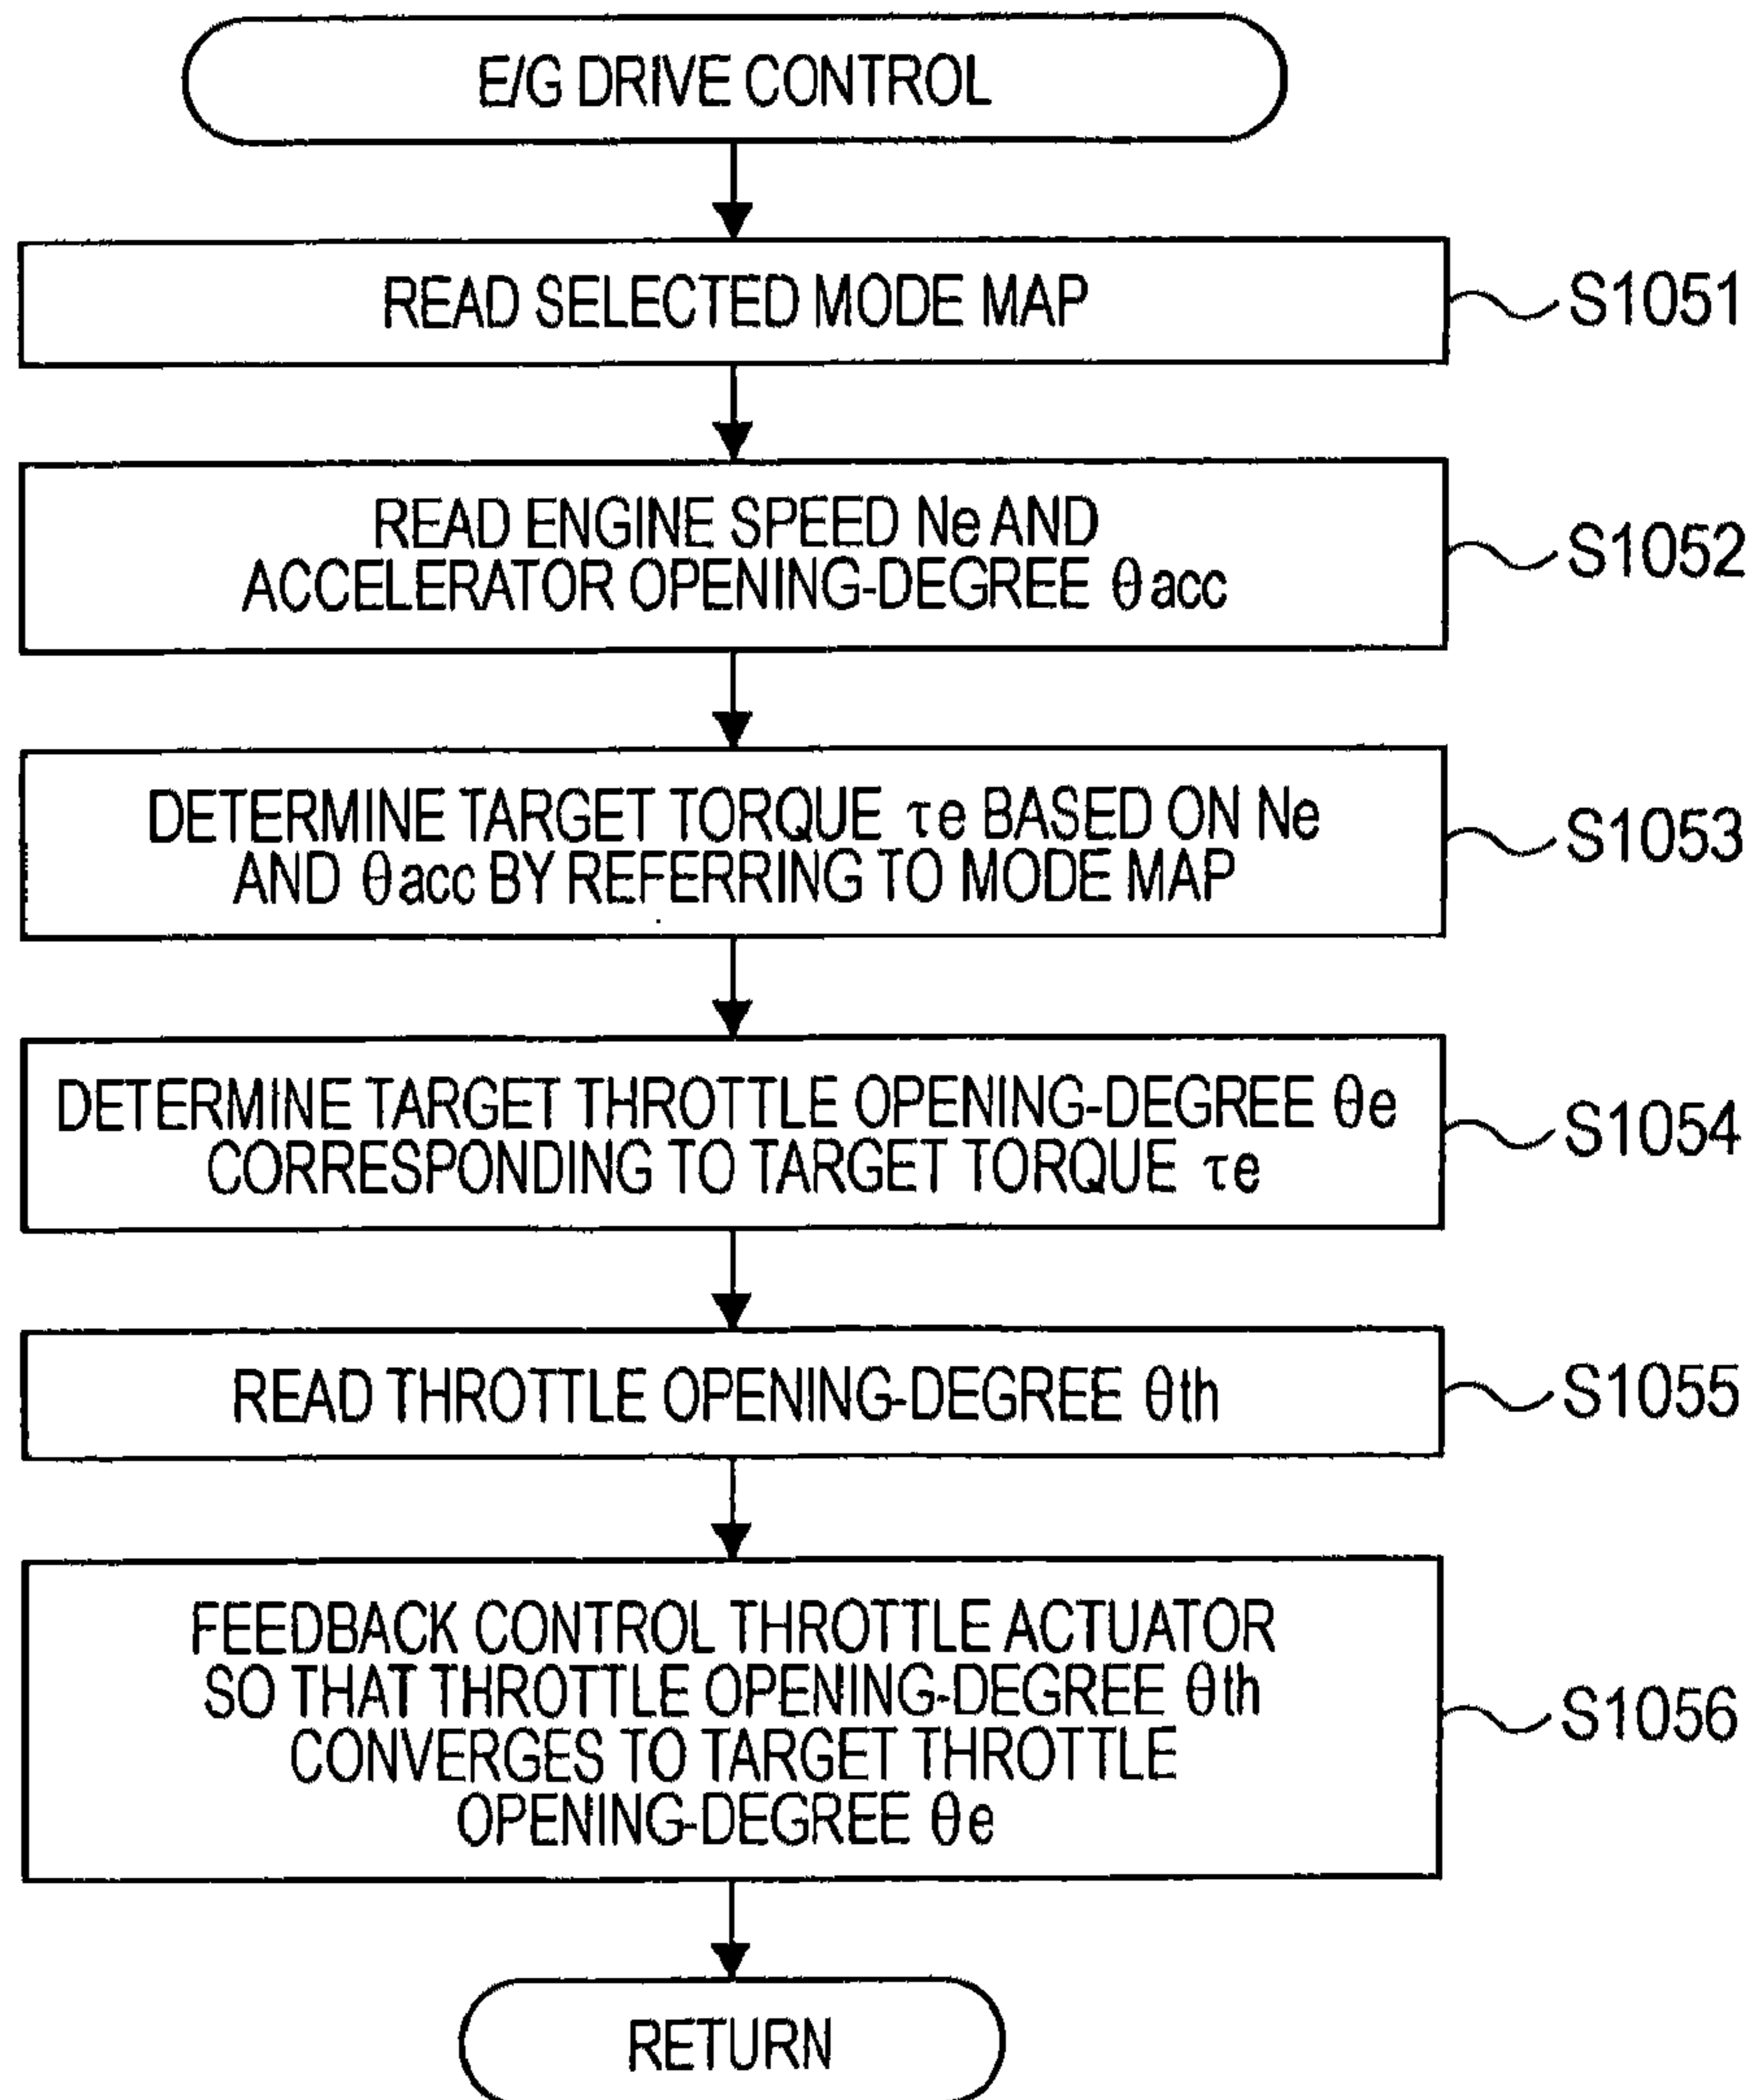 E/G DRIVE CONTROL
READ SELECTED MODE MAP
S1051
READ ENGINE SPEED Ne AND
ACCELERATOR OPENING-DEGREE θacc
S1052
DETERMINE TARGET TORQUE τe BASED ON Ne
AND θacc BY REFERRING TO MODE MAP
S1053
DETERMINE TARGET THROTTLE OPENING-DEGREE θe
CORRESPONDING TO TARGET TORQUE τe
S1054
READ THROTTLE OPENING-DEGREE θth
S1055
FEEDBACK CONTROL THROTTLE ACTUATOR
SO THAT THROTTLE OPENING-DEGREE θth
CONVERGES TO TARGET THROTTLE
OPENING-DEGREE θe
S1056
RETURN